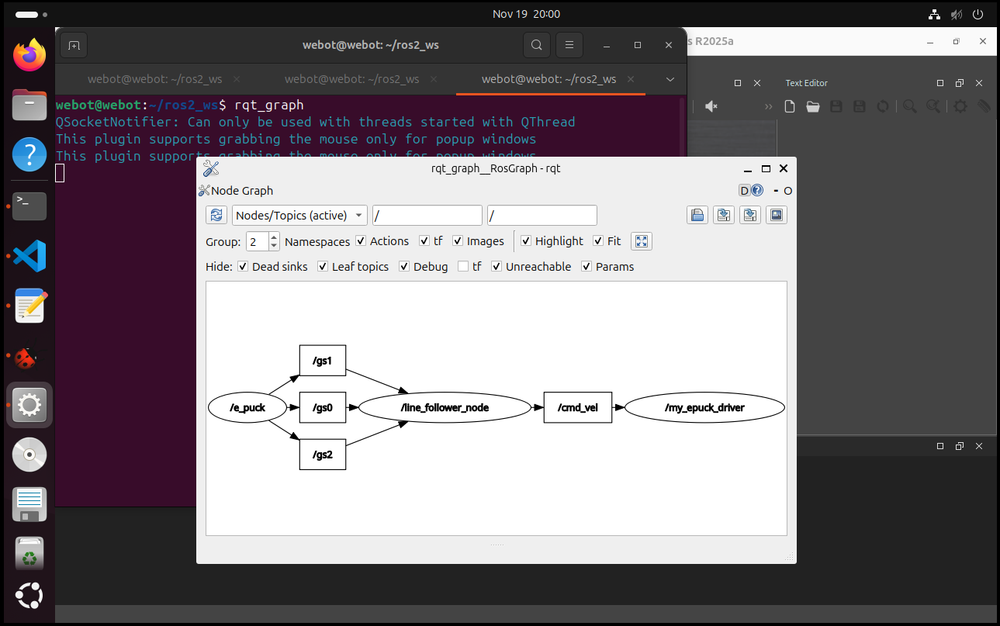 Nov 19 20:00
webot@webot: ~/ros2_ws
s R2025a
webot@webot: ~/ros2_ws
webot@webot: ~/ros2_ws
webot@webot: ~/ros2_ws
Text Editor
webot@webot:~/ros2_ws$ rqt_graph
QSocketNotifier: Can only be used with threads started with QThread
This plugin supports grabbing the mouse only for popup windows
This plugin supports grabbing the mouse only for popup windows
>_
rqt_graph__RosGraph - rqt
Node Graph
D ? - O
Nodes/Topics (active) / /
Group: 2 Namespaces Actions tf Images Highlight Fit
Hide: Dead sinks Leaf topics Debug tf Unreachable Params
/gs1
/e_puck /gs0 /line_follower_node /cmd_vel /my_epuck_driver
/gs2